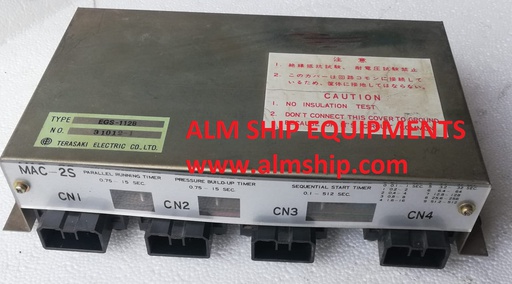 注 意
1. 絶縁抵抗試験、耐電圧試験禁止
2. このカバーは回路コモンに接続して
いるため、筐体に接地してはならない。
CAUTION
1. NO INSULATION TEST
2. DON'T CONNECT THIS COVER TO GROUND
TYPE EGS-1126
NO.
TERASAKI ELECTRIC CO.,LTD.
ALM SHIP EQUIPMENTS
www.almship.com
MAC-2S
PARALLEL RUNNING TIMER
0.75 - 15 SEC.
PRESSURE BUILD-UP TIMER
0.75 - 15 SEC.
SEQUENTIAL START TIMER
0.1 - 512 SEC.
CN1
CN2
CN3
CN4